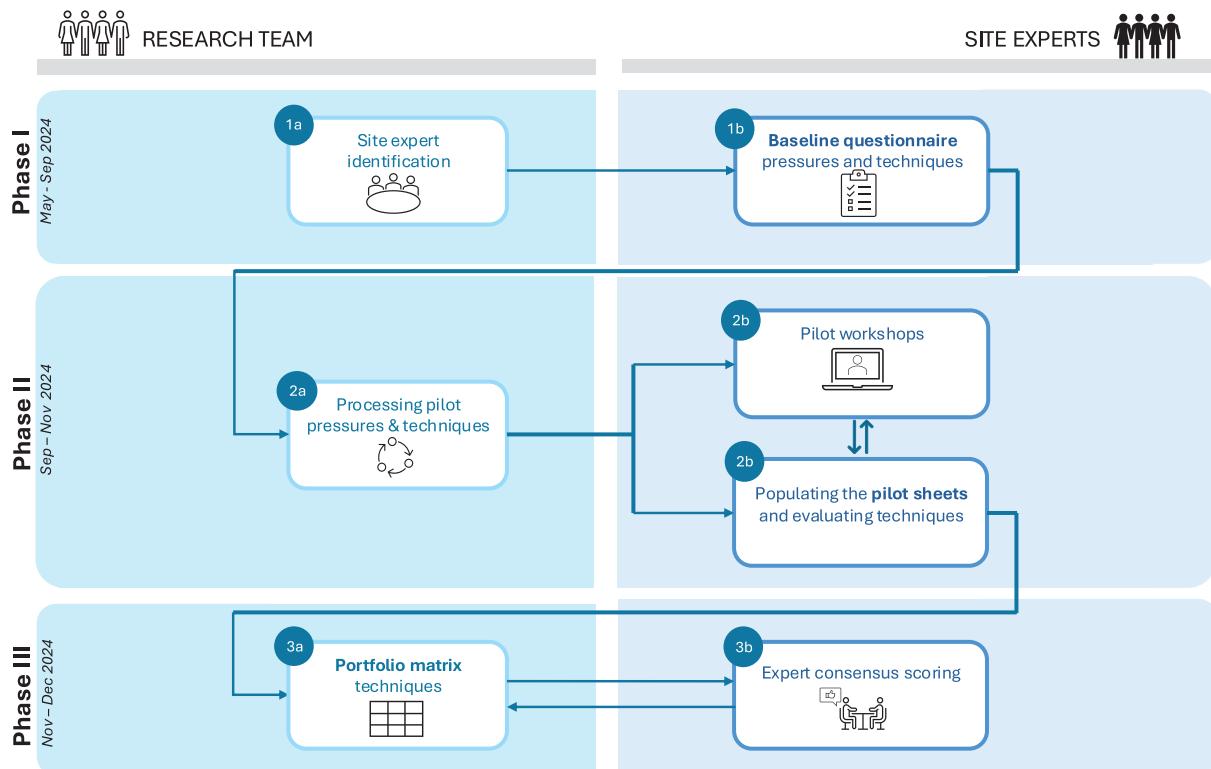 RESEARCH TEAM
SITE EXPERTS
Phase I
May - Sep 2024
1a
Site expert
identification
1b
Baseline questionnaire
pressures and techniques
Phase II
Sep – Nov 2024
2a
Processing pilot
pressures & techniques
2b
Pilot workshops
2b
Populating the pilot sheets
and evaluating techniques
Phase III
Nov – Dec 2024
3a
Portfolio matrix
techniques
3b
Expert consensus scoring